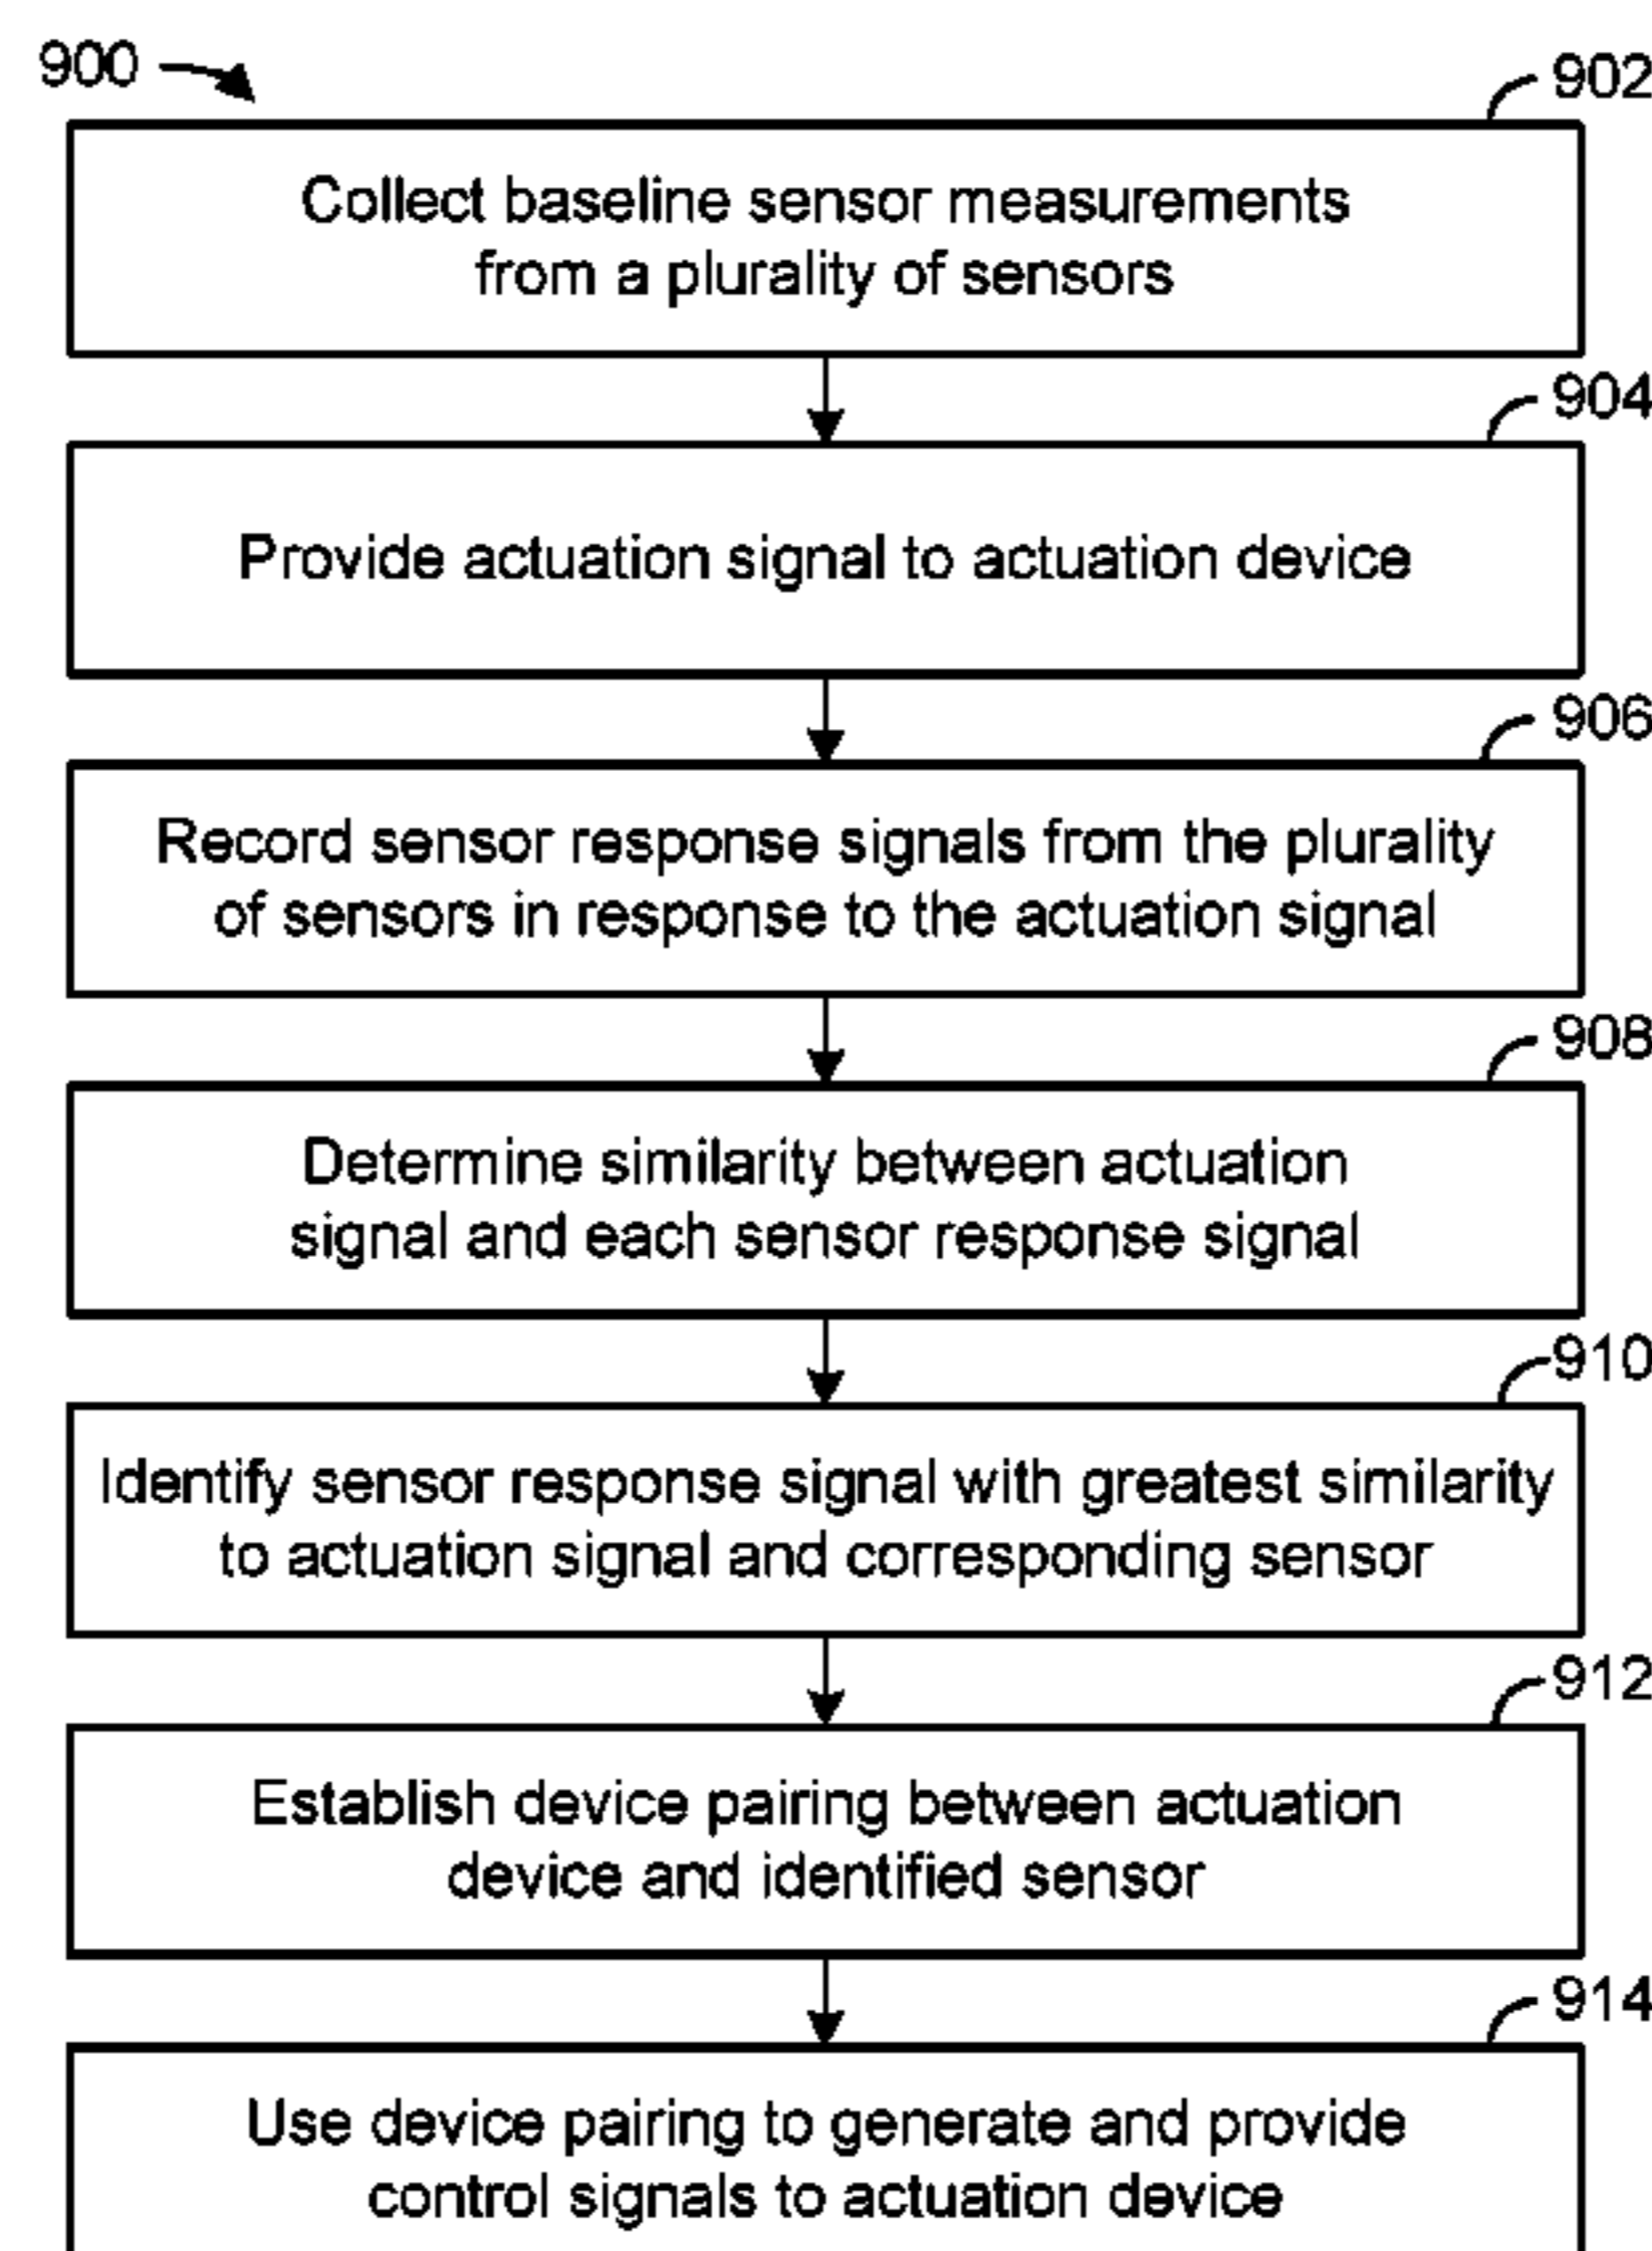 900
902
Collect baseline sensor measurements
from a plurality of sensors
904
Provide actuation signal to actuation device
906
Record sensor response signals from the plurality
of sensors in response to the actuation signal
908
Determine similarity between actuation
signal and each sensor response signal
910
Identify sensor response signal with greatest similarity
to actuation signal and corresponding sensor
912
Establish device pairing between actuation
device and identified sensor
914
Use device pairing to generate and provide
control signals to actuation device